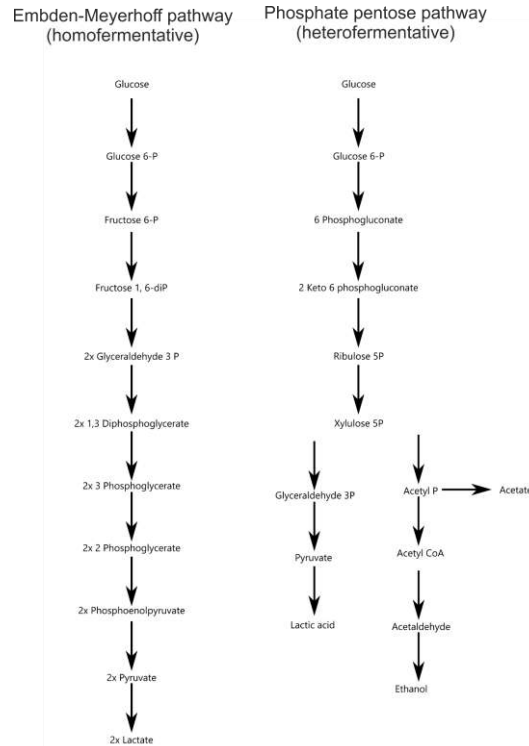 Embden-Meyerhoff pathway
(homofermentative)
Glucose
Glucose 6-P
Fructose 6-P
Fructose 1, 6-diP
2x Glyceraldehyde 3 P
2x 1,3 Diphosphoglycerate
2x 3 Phosphoglycerate
2x 2 Phosphoglycerate
2x Phosphoenolpyruvate
2x Pyruvate
2x Lactate
Phosphate pentose pathway
(heterofermentative)
Glucose
Glucose 6-P
6 Phosphogluconate
2 Keto 6 phosphogluconate
Ribulose 5P
Xylulose 5P
Glyceraldehyde 3P
Pyruvate
Lactic acid
Acetyl P
Acetate
Acetyl CoA
Acetaldehyde
Ethanol